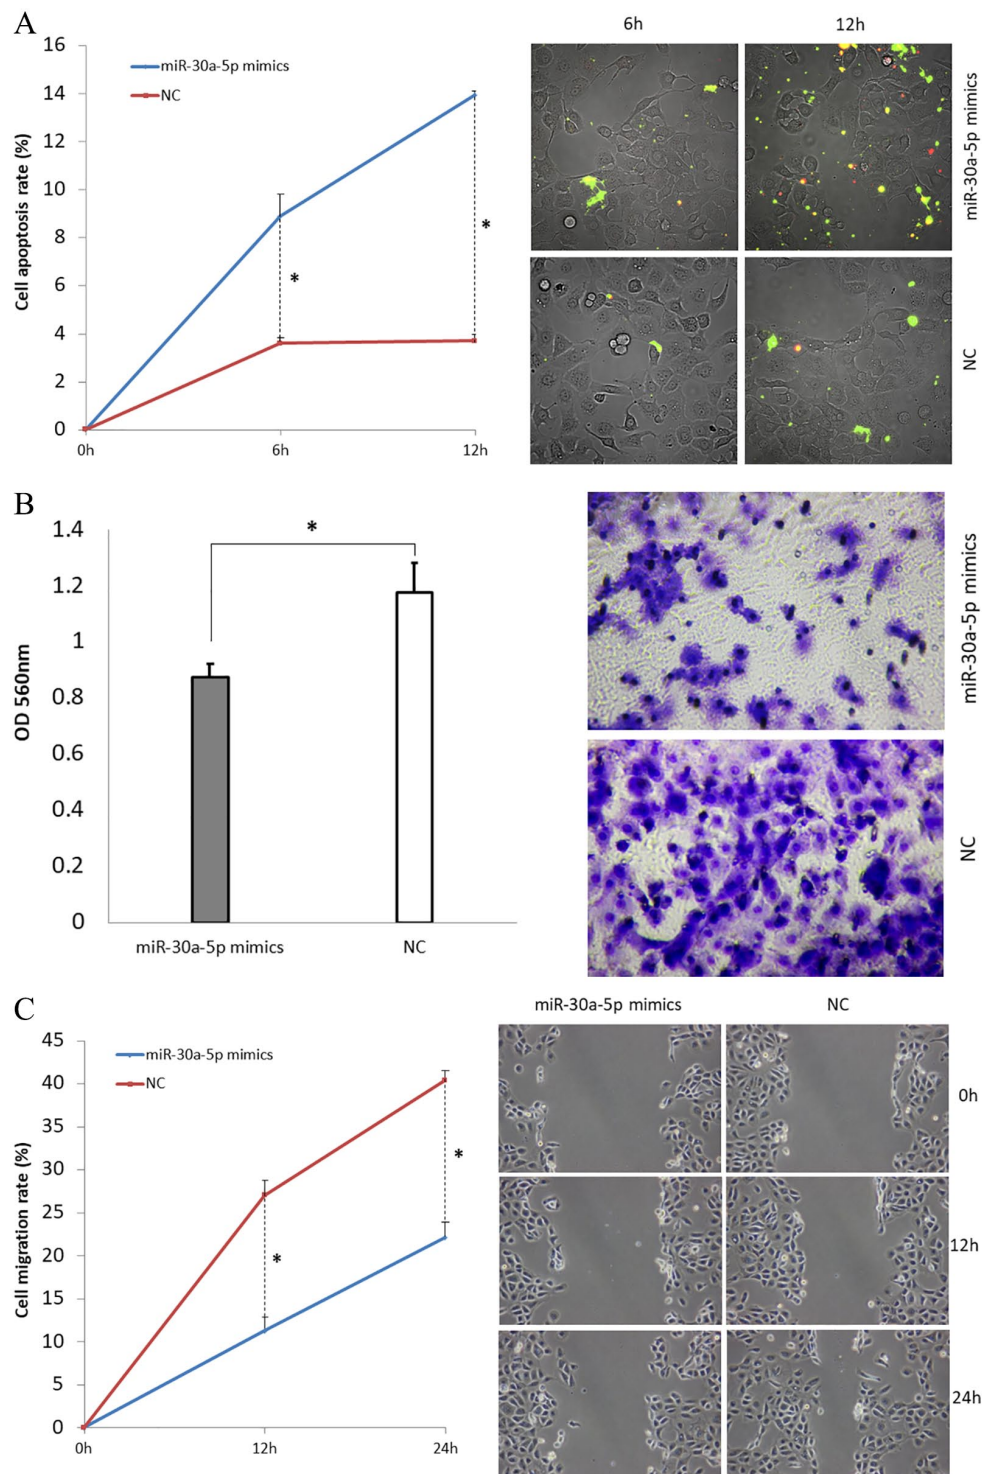 A
6h
12h
miR-30a-5p mimics
NC
Cell apoptosis rate (%)
16
14
12
10
8
6
4
2
0
*
*
0h
6h
12h
miR-30a-5p mimics
NC
B
OD 560nm
1.4
1.2
1
0.8
0.6
0.4
0.2
0
*
miR-30a-5p mimics
NC
miR-30a-5p mimics
NC
C
miR-30a-5p mimics
NC
Cell migration rate (%)
45
40
35
30
25
20
15
10
5
0
miR-30a-5p mimics
NC
*
*
0h
12h
24h
0h
12h
24h